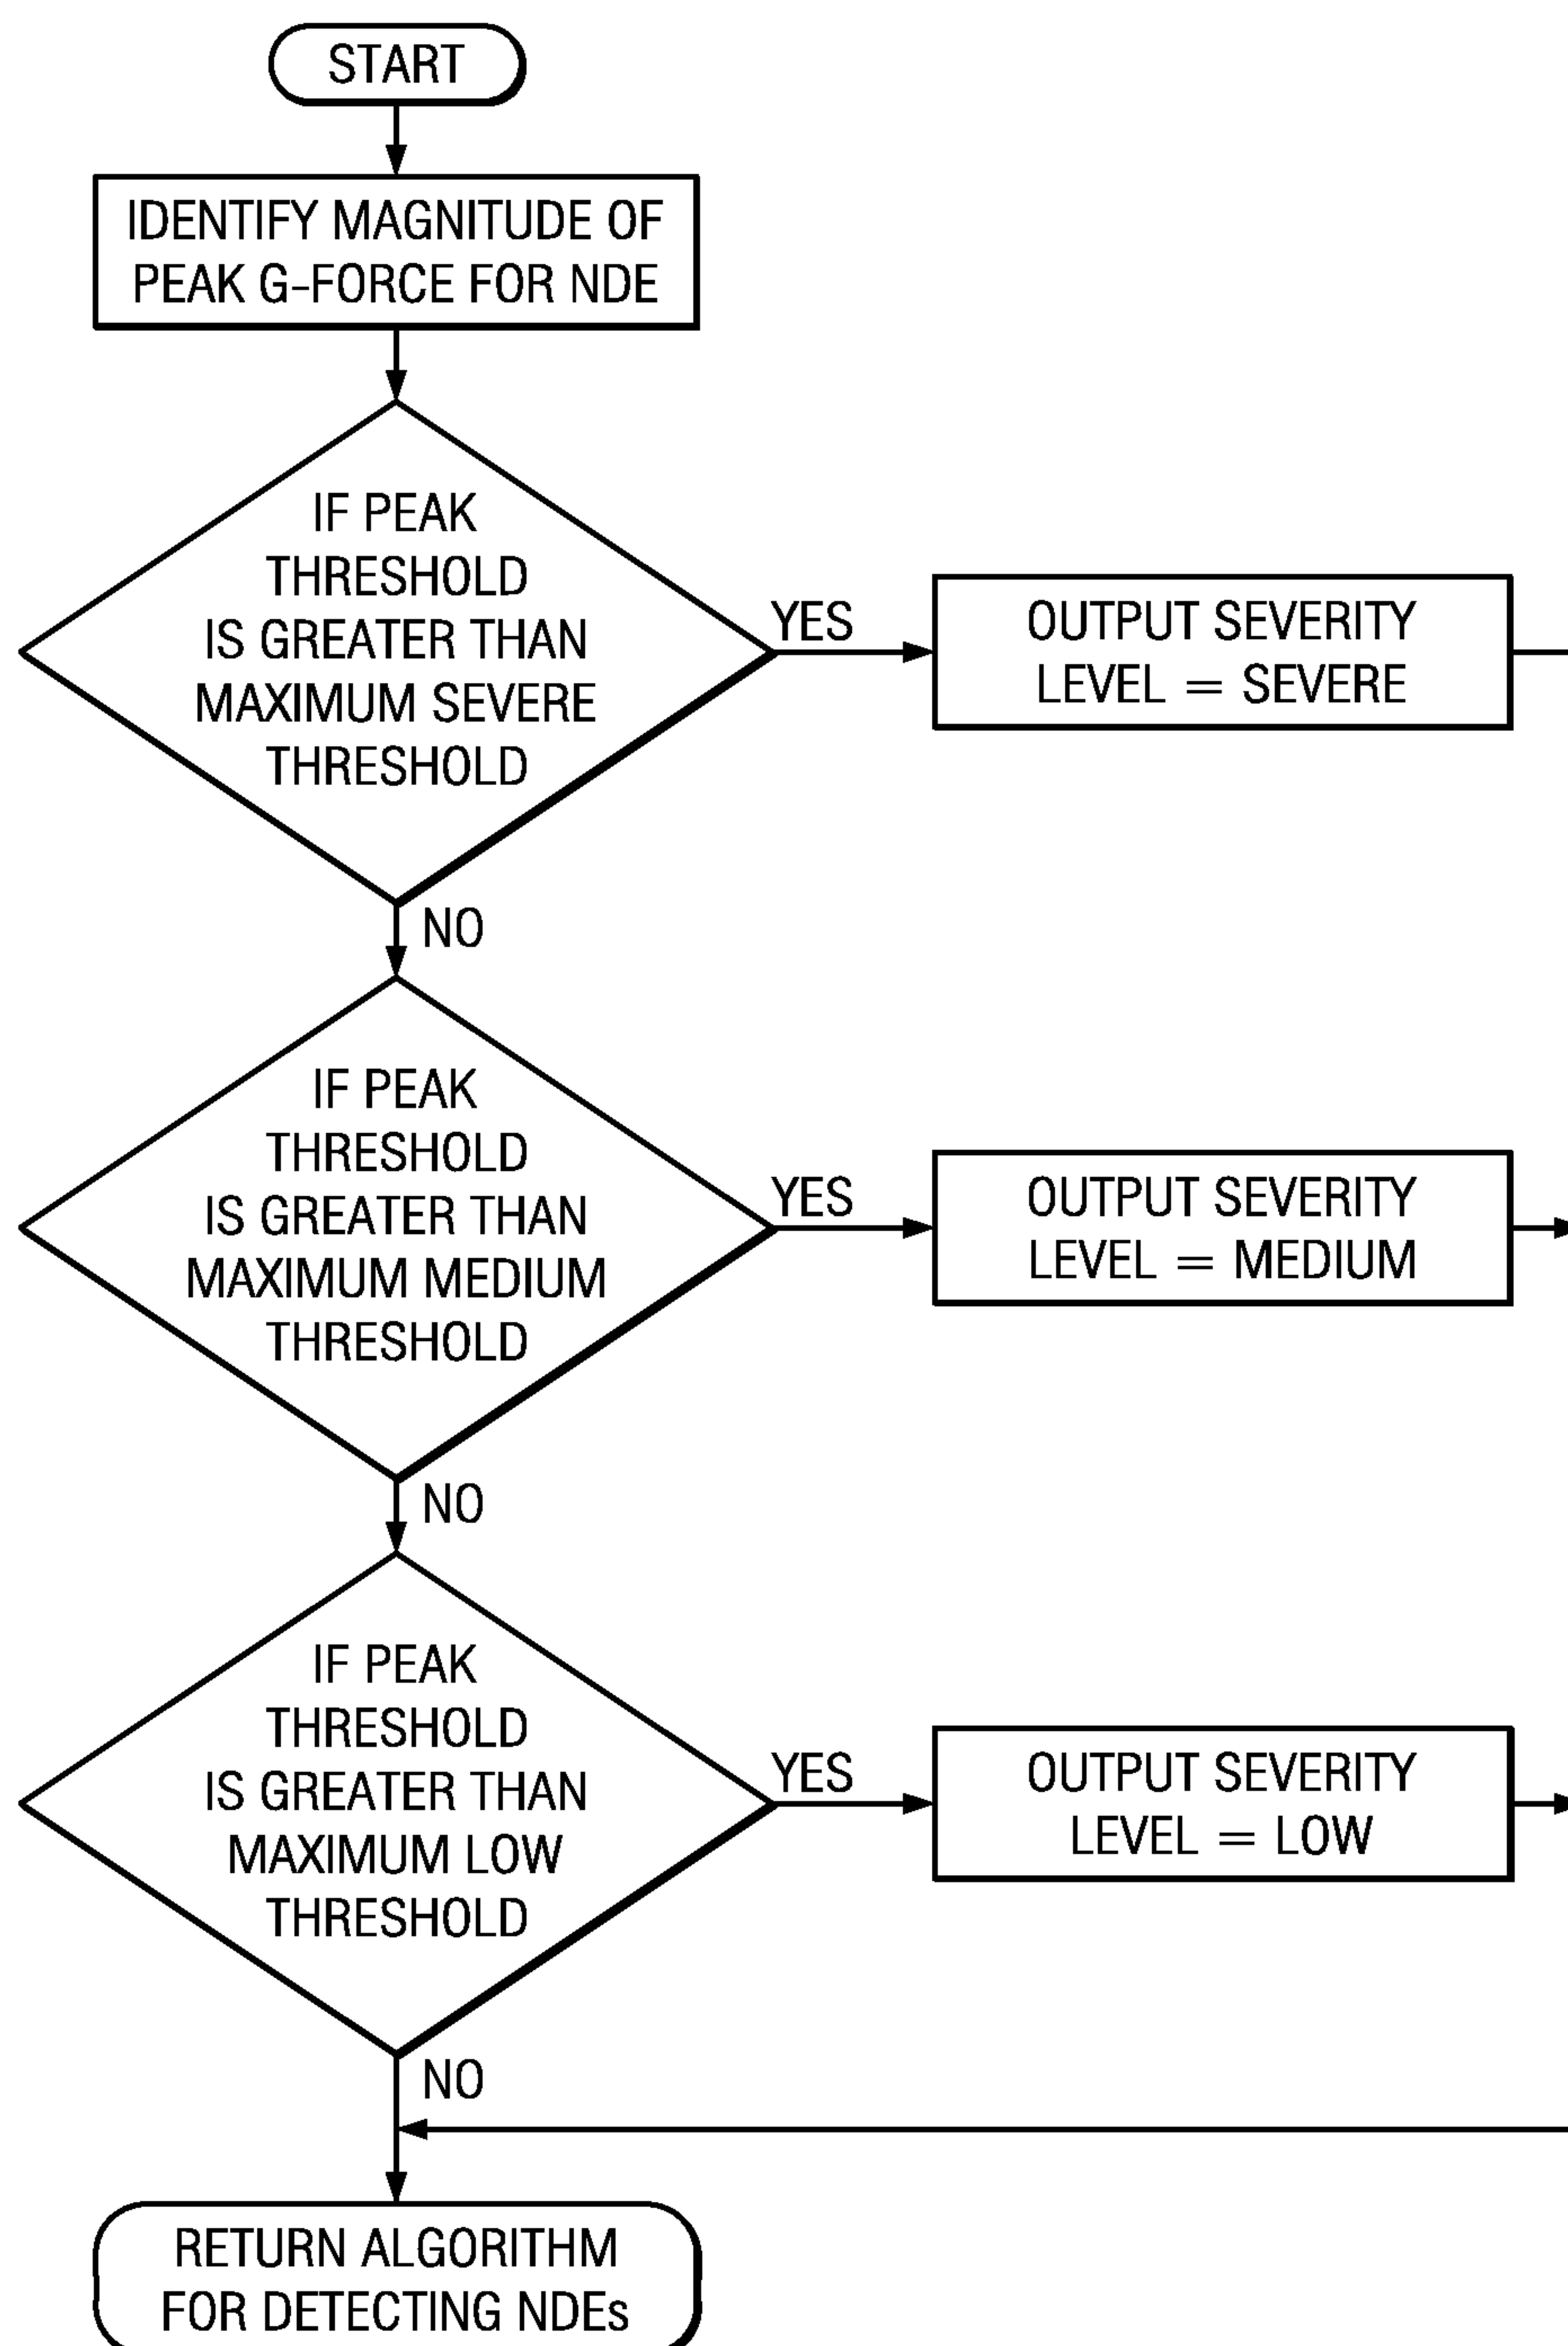 START
IDENTIFY MAGNITUDE OF
PEAK G-FORCE FOR NDE
IF PEAK
THRESHOLD
IS GREATER THAN
MAXIMUM SEVERE
THRESHOLD
YES
OUTPUT SEVERITY
LEVEL = SEVERE
NO
IF PEAK
THRESHOLD
IS GREATER THAN
MAXIMUM MEDIUM
THRESHOLD
YES
OUTPUT SEVERITY
LEVEL = MEDIUM
NO
IF PEAK
THRESHOLD
IS GREATER THAN
MAXIMUM LOW
THRESHOLD
YES
OUTPUT SEVERITY
LEVEL = LOW
NO
RETURN ALGORITHM
FOR DETECTING NDEs